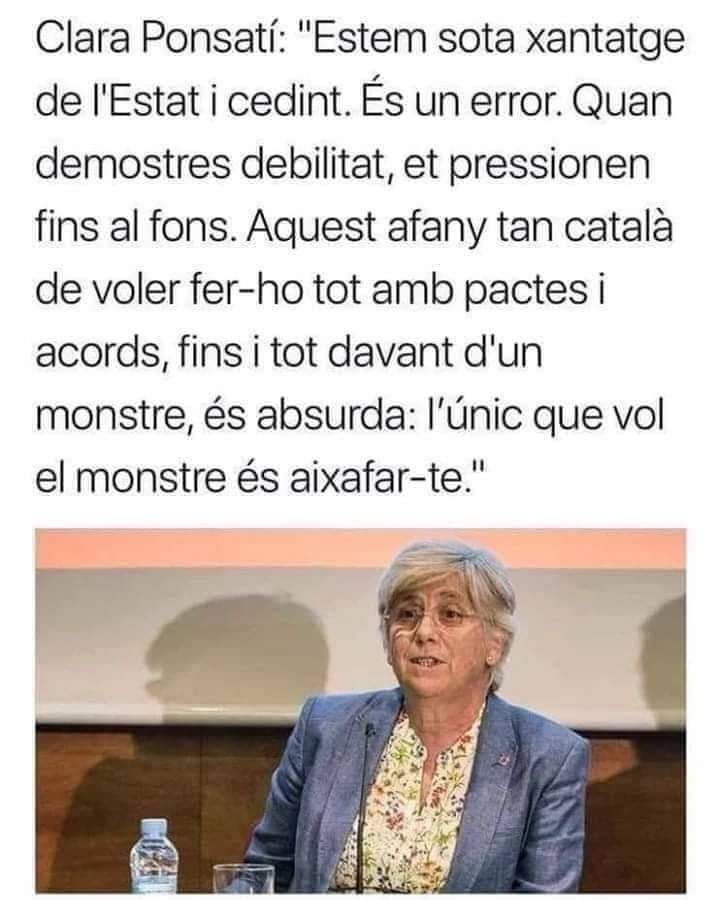 Clara Ponsatí: "Estem sota xantatge
de l'Estat i cedint. És un error. Quan
demostres debilitat, et pressionen
fins al fons. Aquest afany tan català
de voler fer-ho tot amb pactes i
acords, fins i tot davant d'un
monstre, és absurda: l'únic que vol
el monstre és aixafar-te."